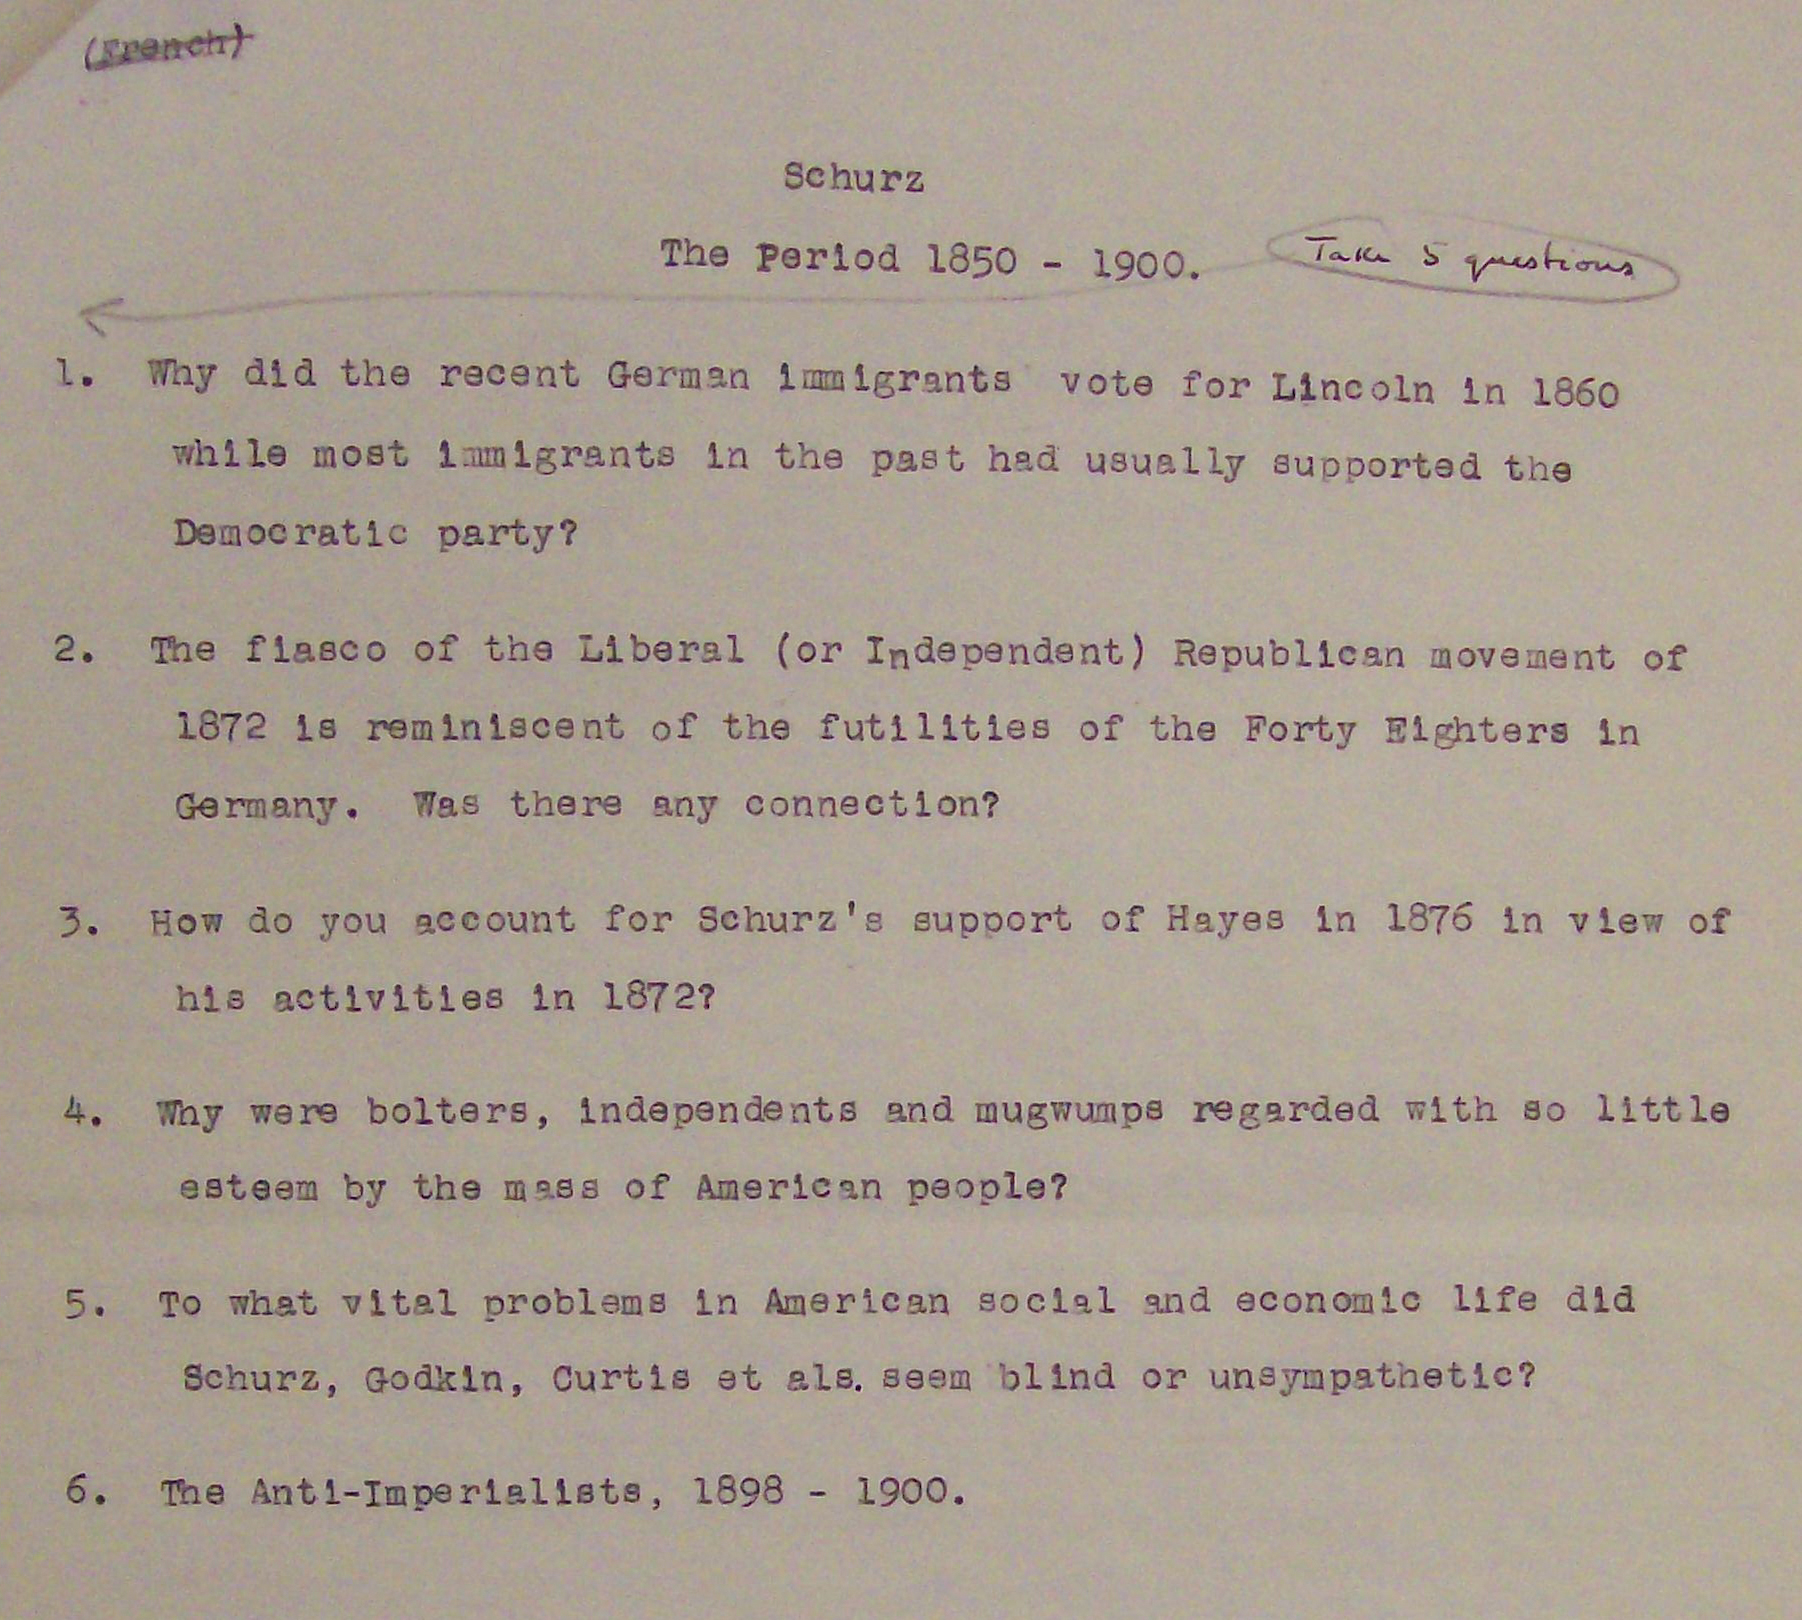 (French)
Schurz
The Period 1850 - 1900.
Take 5 questions
1. Why did the recent German immigrants vote for Lincoln in 1860
while most immigrants in the past had usually supported the
Democratic party?
2. The fiasco of the Liberal (or Independent) Republican movement of
1872 is reminiscent of the futilities of the Forty Eighters in
Germany. Was there any connection?
3. How do you account for Schurz's support of Hayes in 1876 in view of
his activities in 1872?
4. Why were bolters, independents and mugwumps regarded with so little
esteem by the mass of American people?
5. To what vital problems in American social and economic life did
Schurz, Godkin, Curtis et als. seem blind or unsympathetic?
6. The Anti-Imperialists, 1898 - 1900.